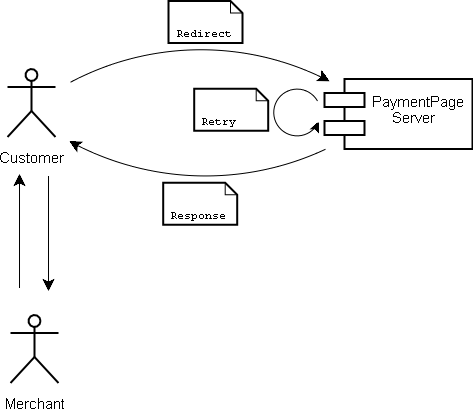 Redirect
PaymentPage
Server
Retry
Customer
Response
Merchant